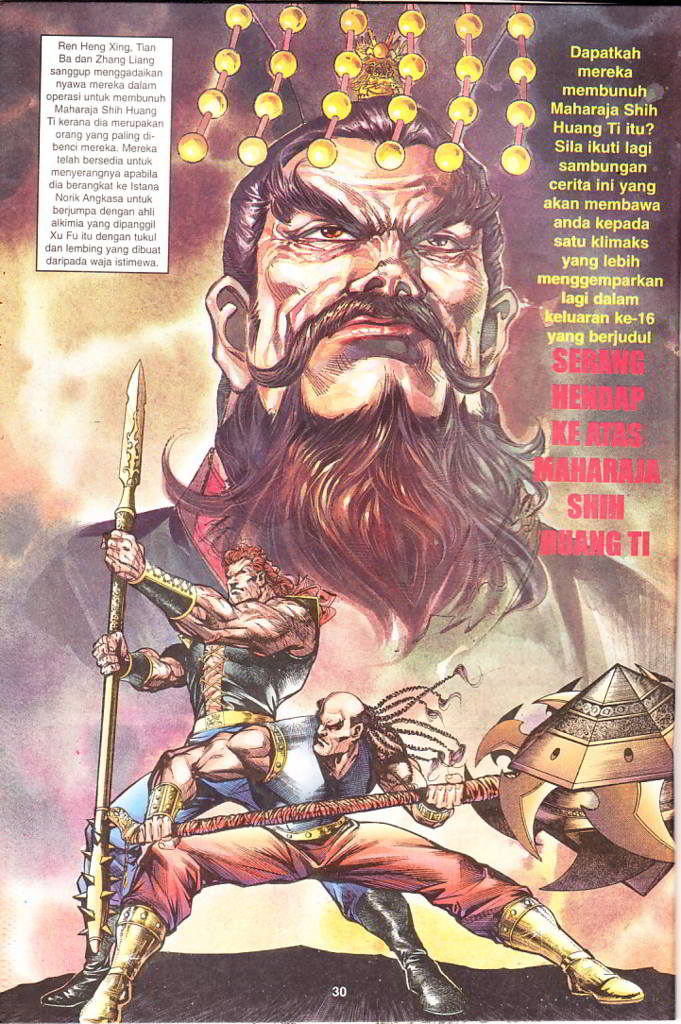 Ren Heng Xing, Tian
Ba dan Zhang Liang
sanggup menggadaikan
nyawa mereka dalam
operasi untuk membunuh
Maharaja Shih Huang
Ti kerana dia merupakan
orang yang paling di-
benci mereka. Mereka
telah bersedia untuk
menyerangnya apabila
dia berangkat ke Istana
Norik Angkasa untuk
berjumpa dengan ahli
alkimia yang dipanggil
Xu Fu itu dengan tukul
dan lembing yang dibuat
daripada waja istimewa.
Dapatkah
mereka
membunuh
Maharaja Shih
Huang Ti itu?
Sila ikuti lagi
sambungan
cerita ini yang
akan membawa
anda kepada
satu klimaks
yang lebih
menggemparkan
lagi dalam
keluaran ke-16
yang berjudul
SERANG
HENDAP
KE ATAS
MAHARAJA
SHIH
HUANG TI
30